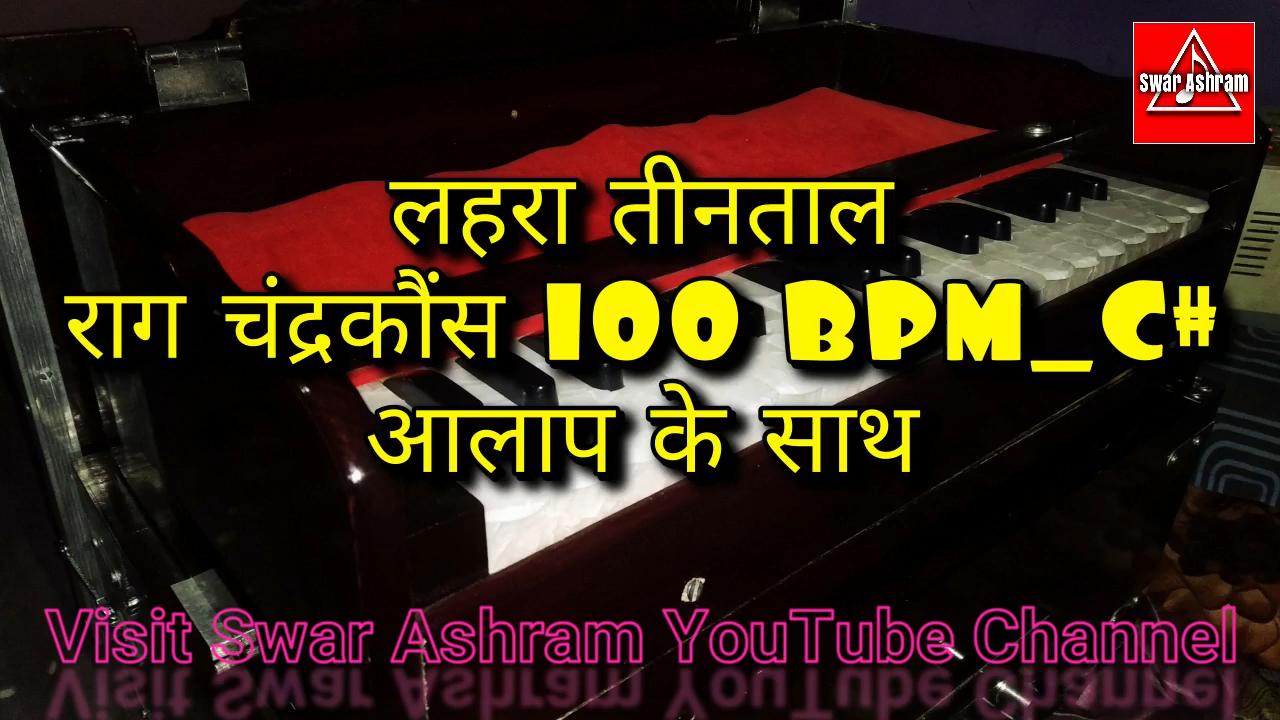 Swar Ashram
लहरा तीनताल
राग चंद्रकौंस 100 BPM_C#
आलाप के साथ
Visit Swar Ashram YouTube Channel